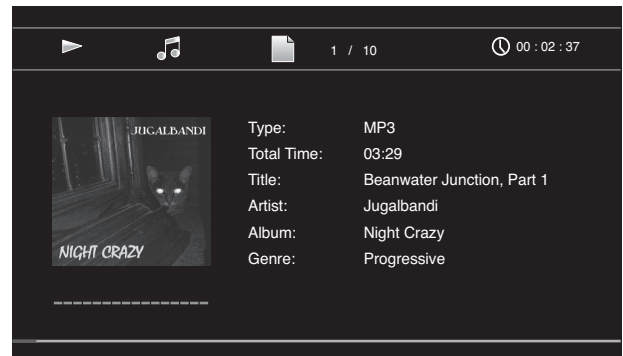 1 / 10 00 : 02 : 37
JUGALBANDI
NIGHT CRAZY
Type: MP3
Total Time: 03:29
Title: Beanwater Junction, Part 1
Artist: Jugalbandi
Album: Night Crazy
Genre: Progressive